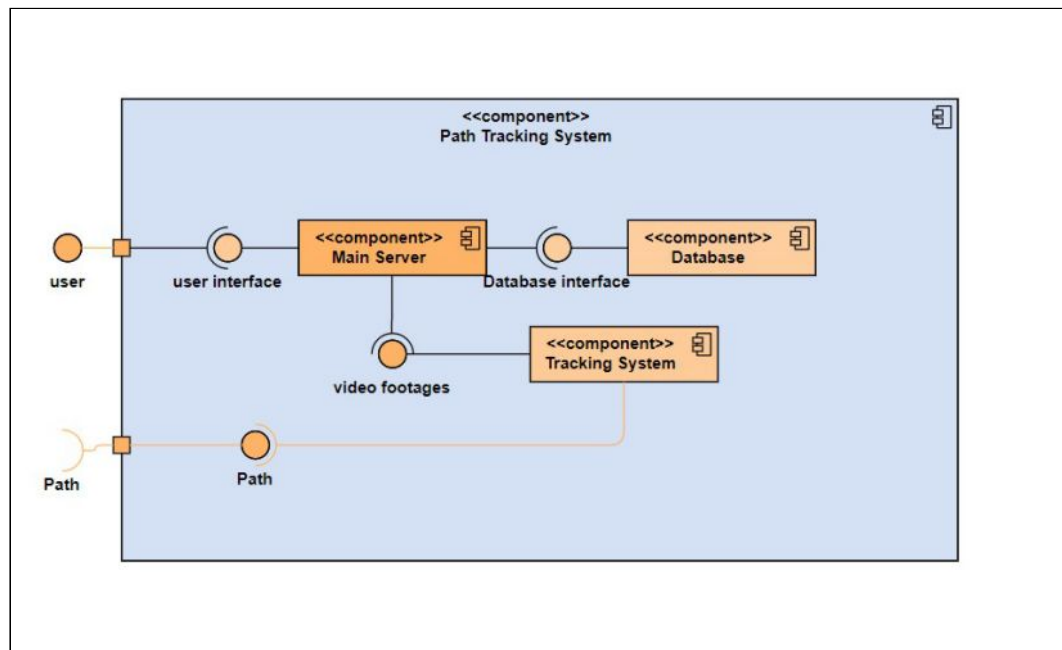 <<component>>
Path Tracking System
<<component>>
Main Server
<<component>>
Database
user
user interface
Database interface
<<component>>
Tracking System
video footages
Path
Path